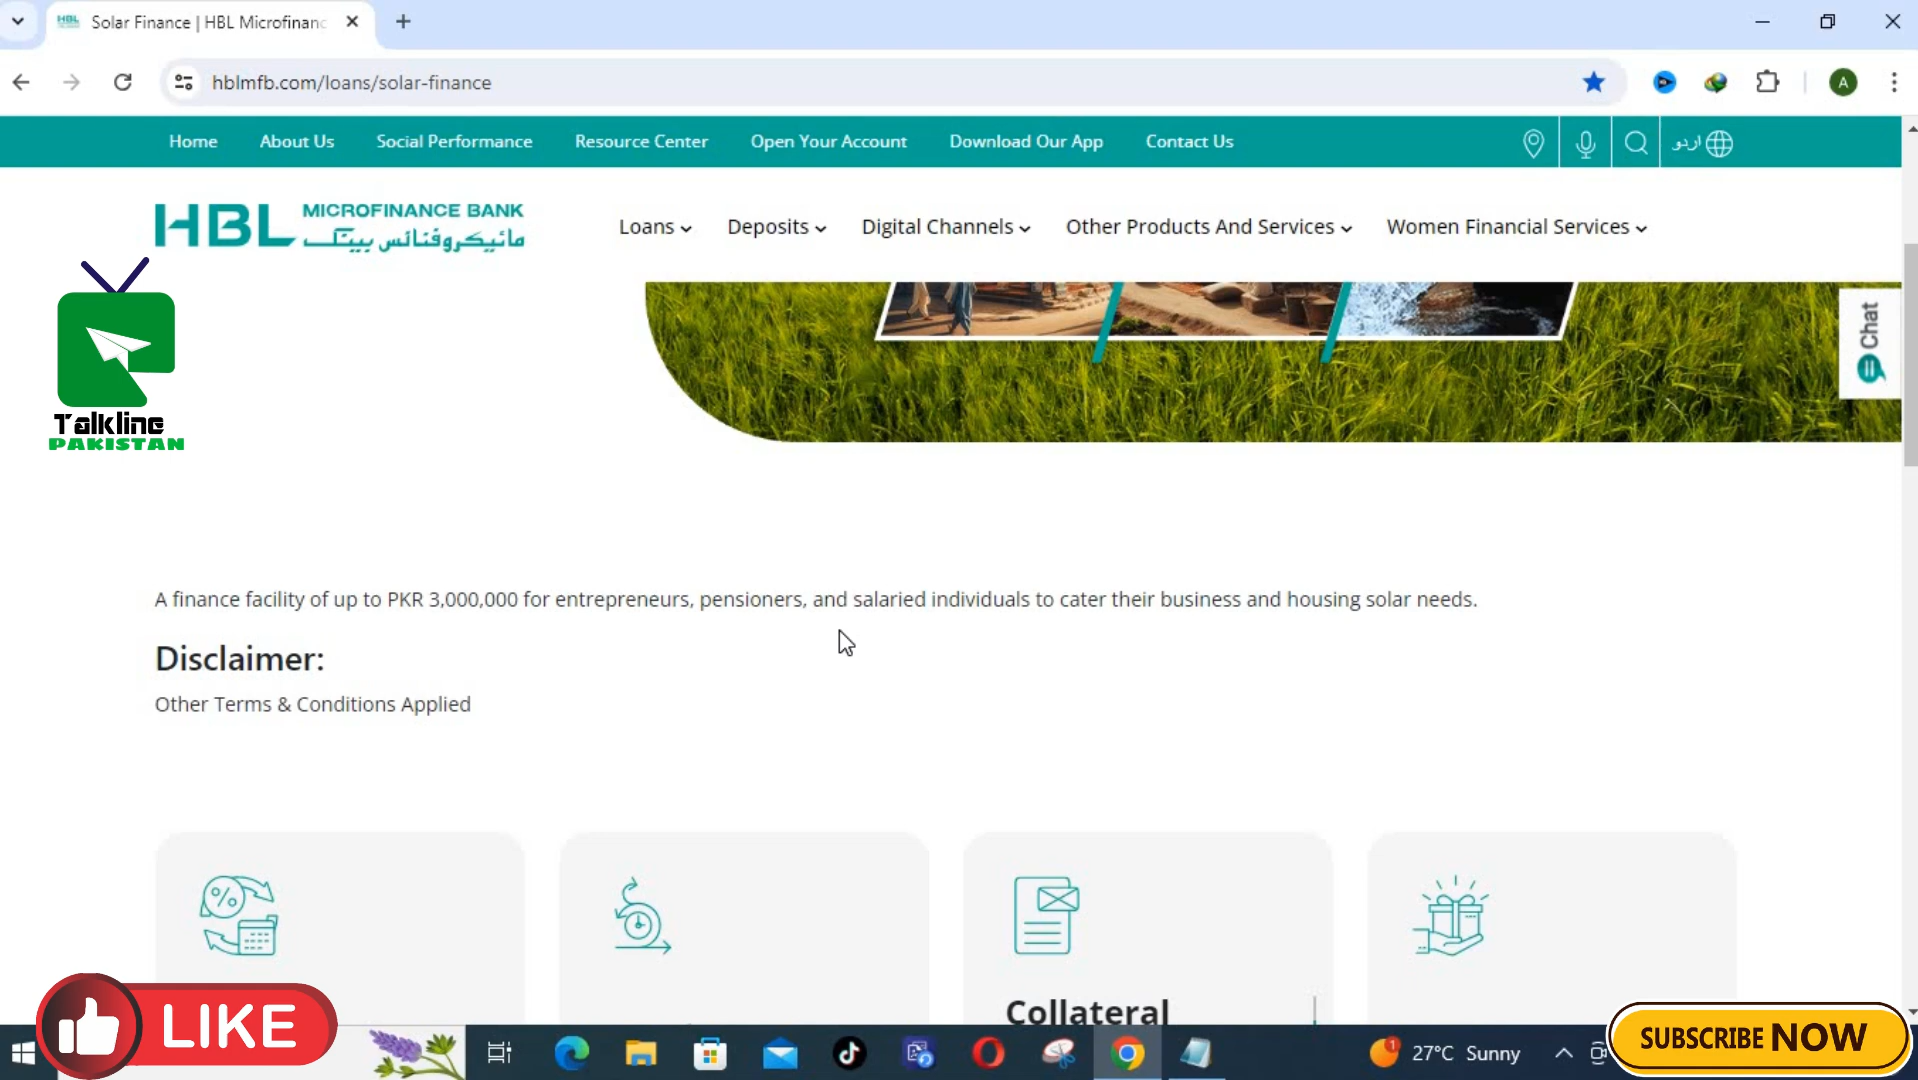 Solar Finance | HBL Microfinanc
hblmfb.com/loans/solar-finance
A
Home
About Us
Social Performance
Resource Center
Open Your Account
Download Our App
Contact Us
اردو
HBL MICROFINANCE BANK
مائیکروفنانس بینک
Loans
Deposits
Digital Channels
Other Products And Services
Women Financial Services
Chat
Talkline
PAKISTAN
A finance facility of up to PKR 3,000,000 for entrepreneurs, pensioners, and salaried individuals to cater their business and housing solar needs.
Disclaimer:
Other Terms & Conditions Applied
Collateral
LIKE
1
27°C Sunny
SUBSCRIBE NOW